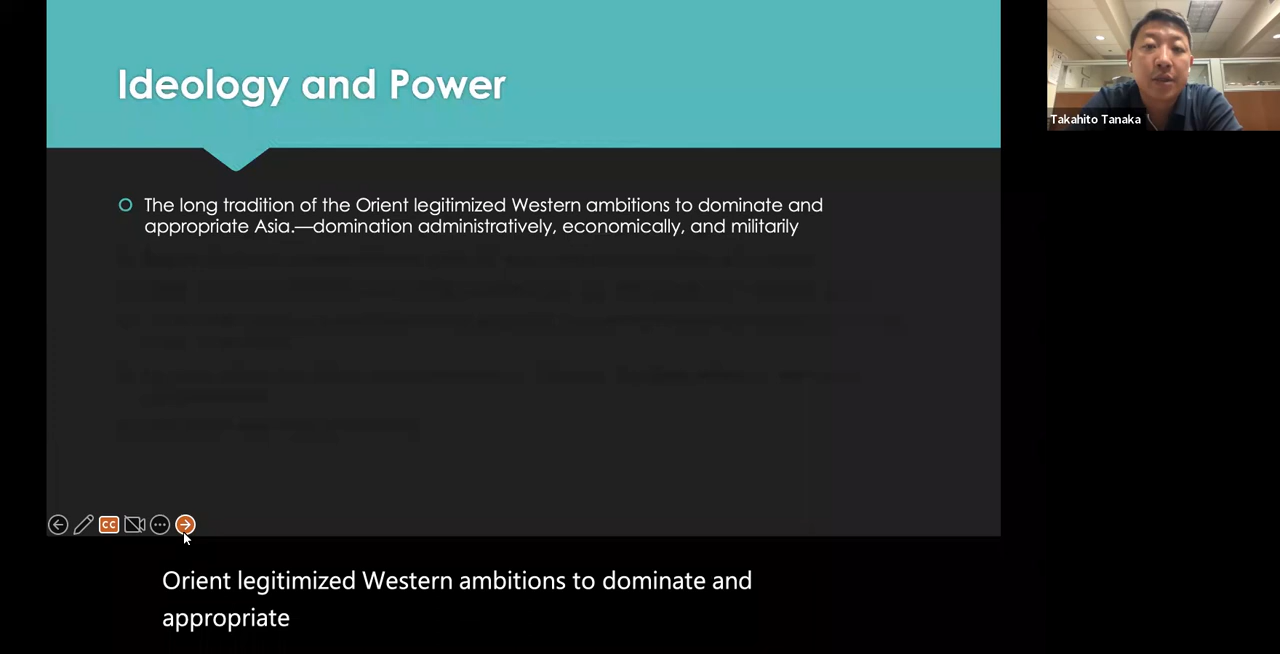 Ideology and Power
The long tradition of the Orient legitimized Western ambitions to dominate and
appropriate Asia.—domination administratively, economically, and militarily
Takahito Tanaka
CC
Orient legitimized Western ambitions to dominate and
appropriate